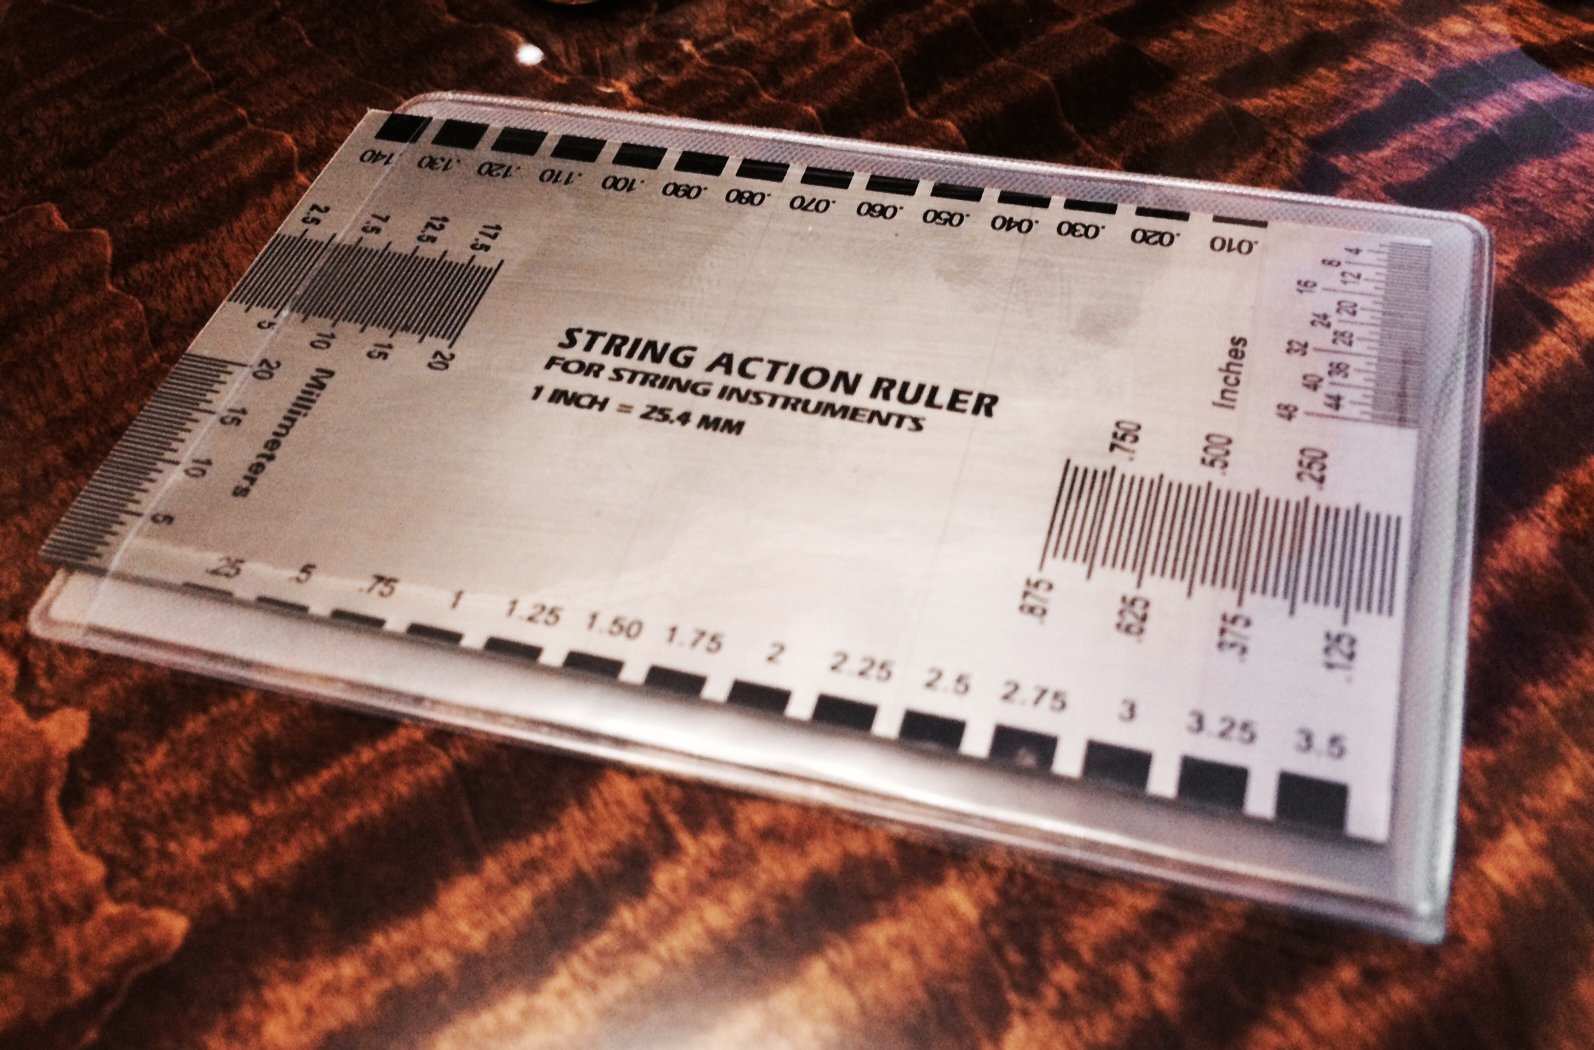 .140 .130 .120 .110 .100 .090 .080 .070 .060 .050 .040 .030 .020 .010
2.5 7.5 12.5 17.5
5 10 15 20
Millimeters
20 15 10 5
STRING ACTION RULER
FOR STRING INSTRUMENTS
1 INCH = 25.4 MM
4 8 12 16 20 24 28 32 36 40 44 48
Inches
.750 .500 .250
.875 .625 .375 .125
.25 .5 .75 1 1.25 1.50 1.75 2 2.25 2.5 2.75 3 3.25 3.5